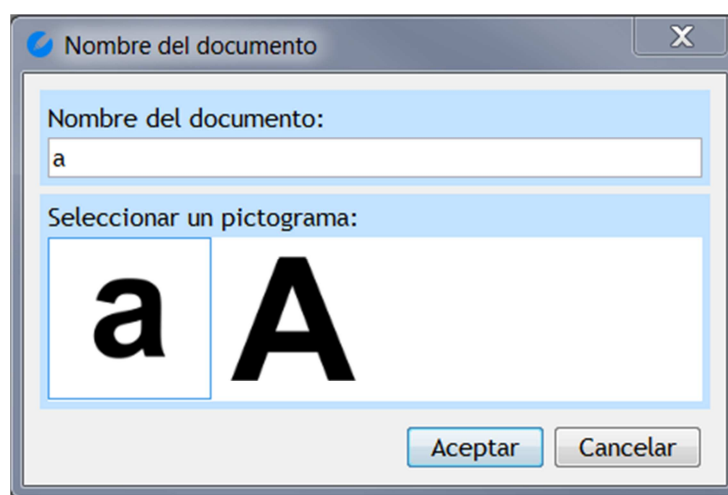 Nombre del documento
Nombre del documento:
a
Seleccionar un pictograma:
a A
Aceptar Cancelar